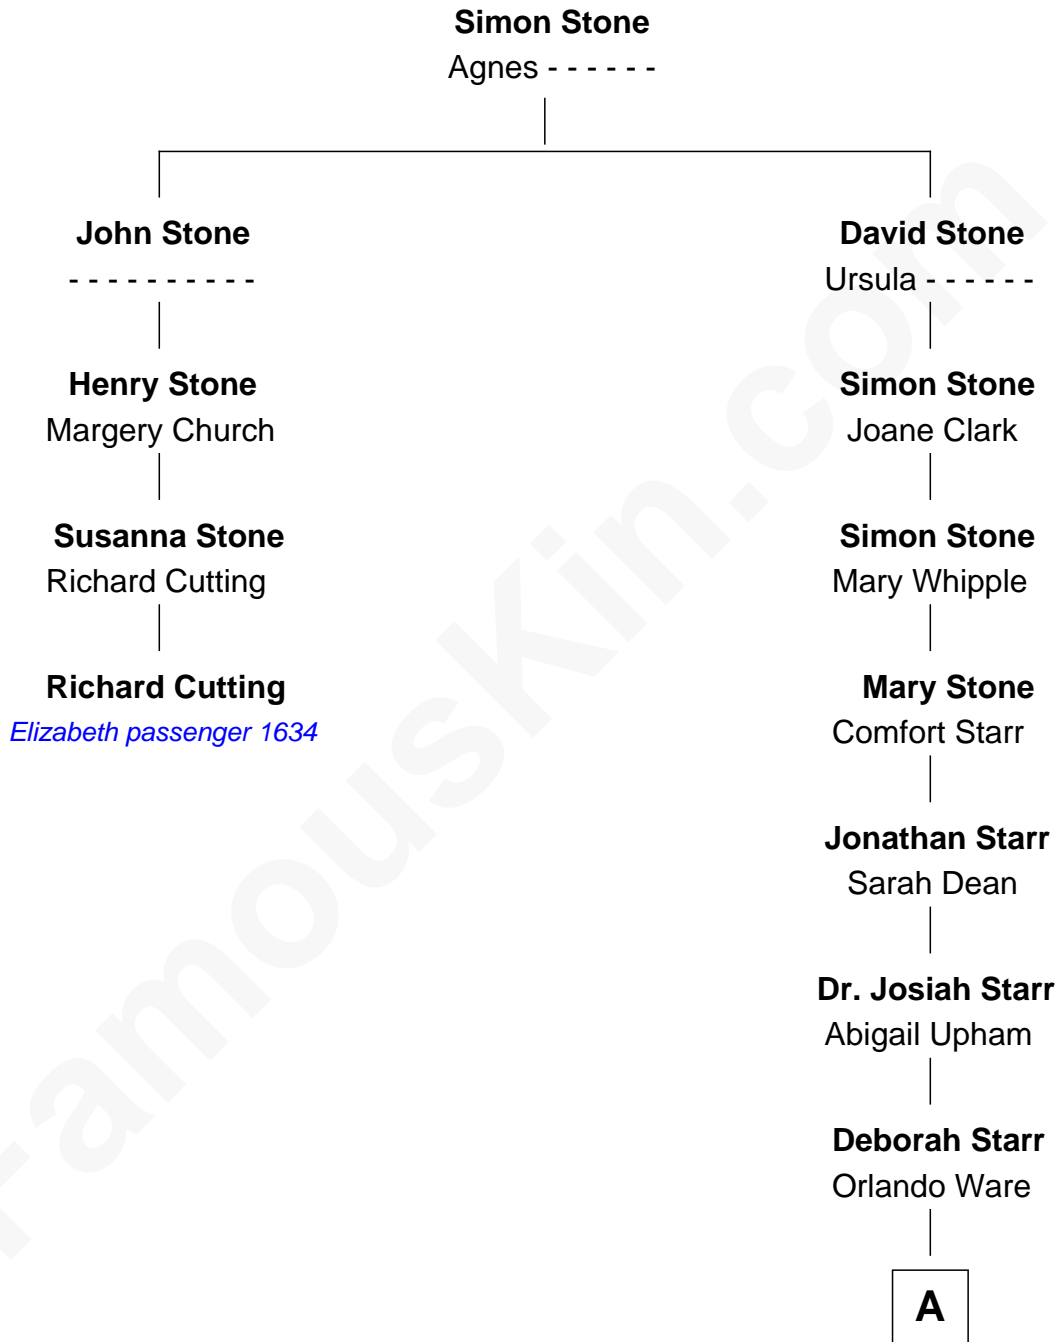 Simon Stone
Agnes - - - - - -
John Stone
- - - - - - - - - -
Henry Stone
Margery Church
Susanna Stone
Richard Cutting
Richard Cutting
Elizabeth passenger 1634
David Stone
Ursula - - - - - -
Simon Stone
Joane Clark
Simon Stone
Mary Whipple
Mary Stone
Comfort Starr
Jonathan Starr
Sarah Dean
Dr. Josiah Starr
Abigail Upham
Deborah Starr
Orlando Ware
A
FamousKin.com